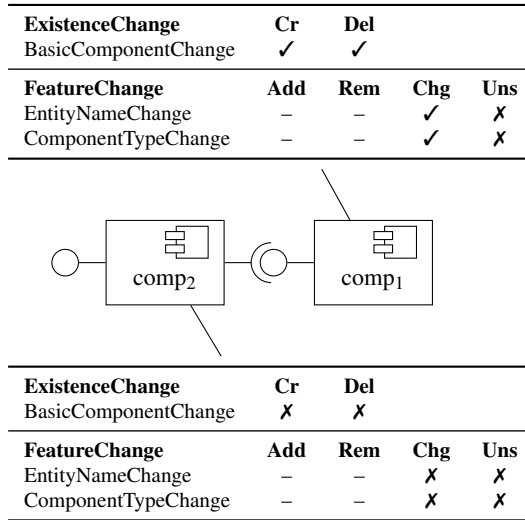 ExistenceChange Cr Del
BasicComponentChange ✓ ✓
FeatureChange Add Rem Chg Uns
EntityNameChange – – ✓ ✗
ComponentTypeChange – – ✓ ✗
comp₂ comp₁
ExistenceChange Cr Del
BasicComponentChange ✗ ✗
FeatureChange Add Rem Chg Uns
EntityNameChange – – ✗ ✗
ComponentTypeChange – – ✗ ✗